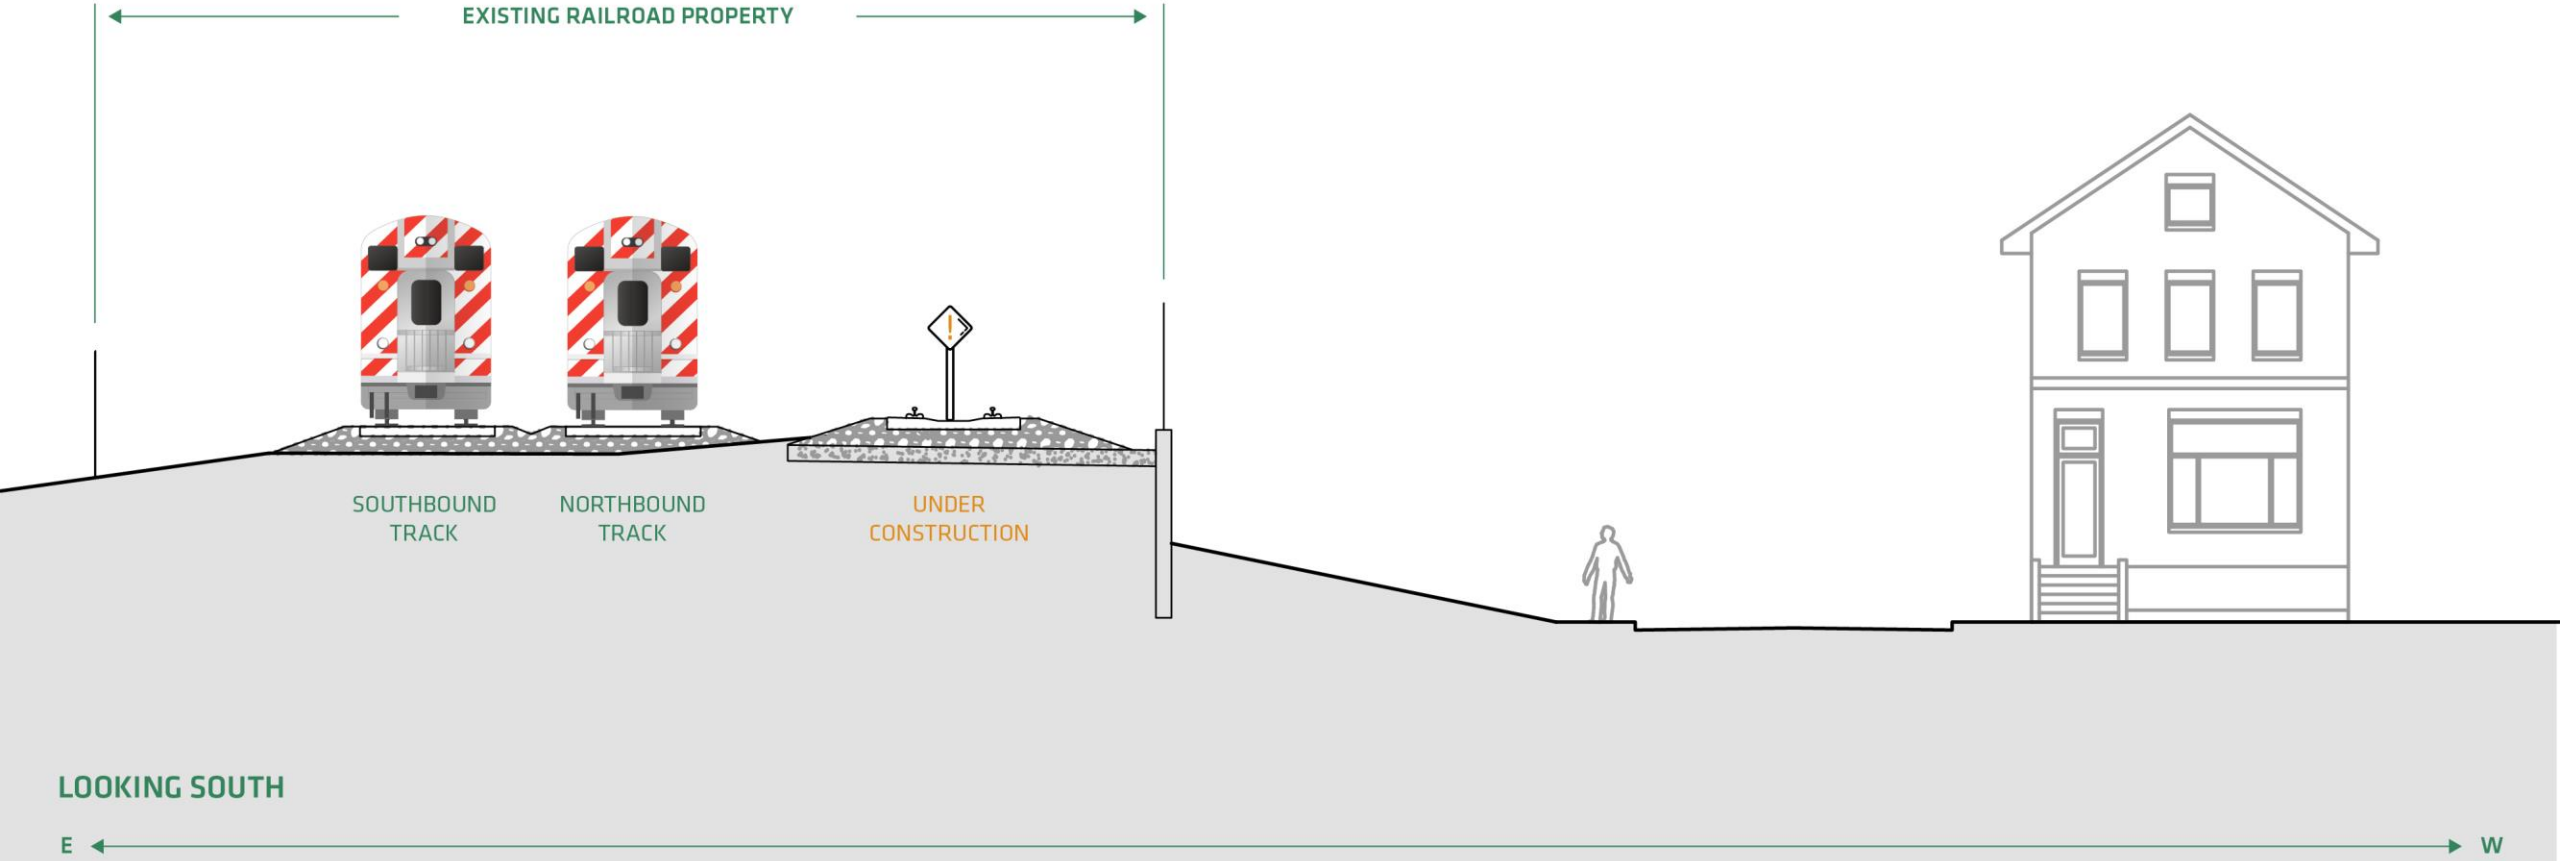 EXISTING RAILROAD PROPERTY
!
SOUTHBOUND
TRACK
NORTHBOUND
TRACK
UNDER
CONSTRUCTION
LOOKING SOUTH
E
W